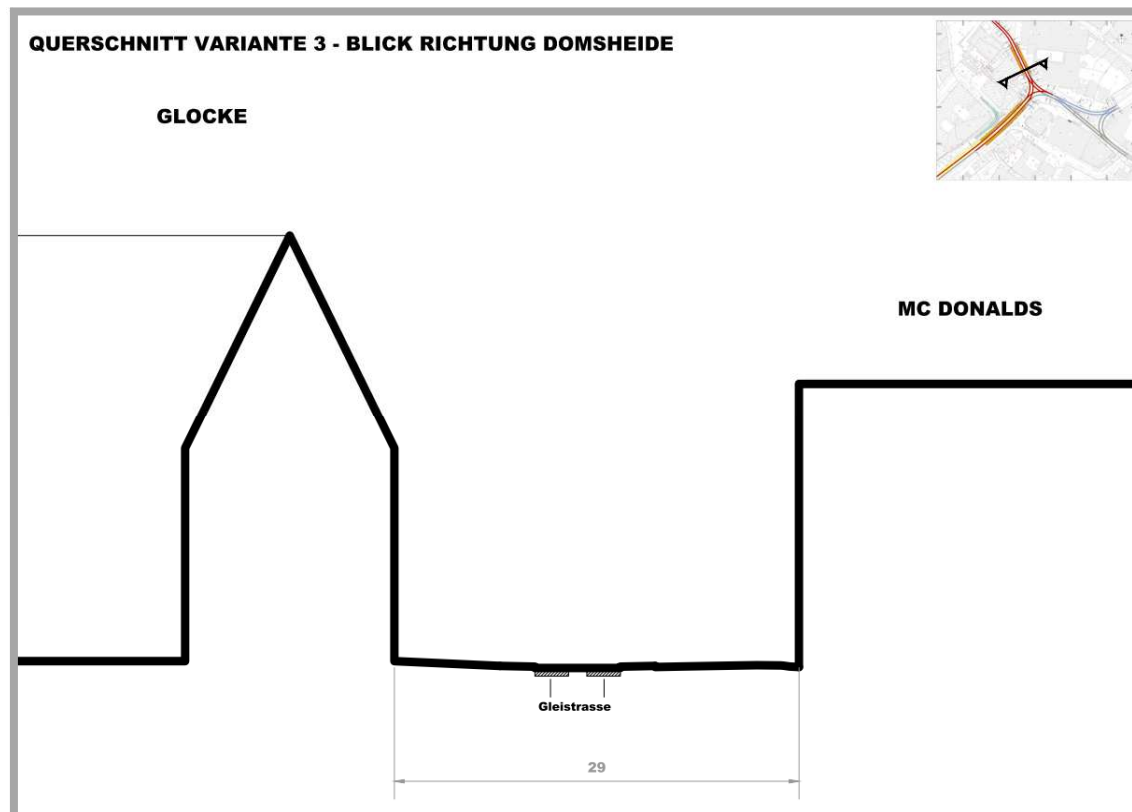 QUERSCHNITT VARIANTE 3 - BLICK RICHTUNG DOMSHEIDE
GLOCKE
MC DONALDS
Gleistrasse
29